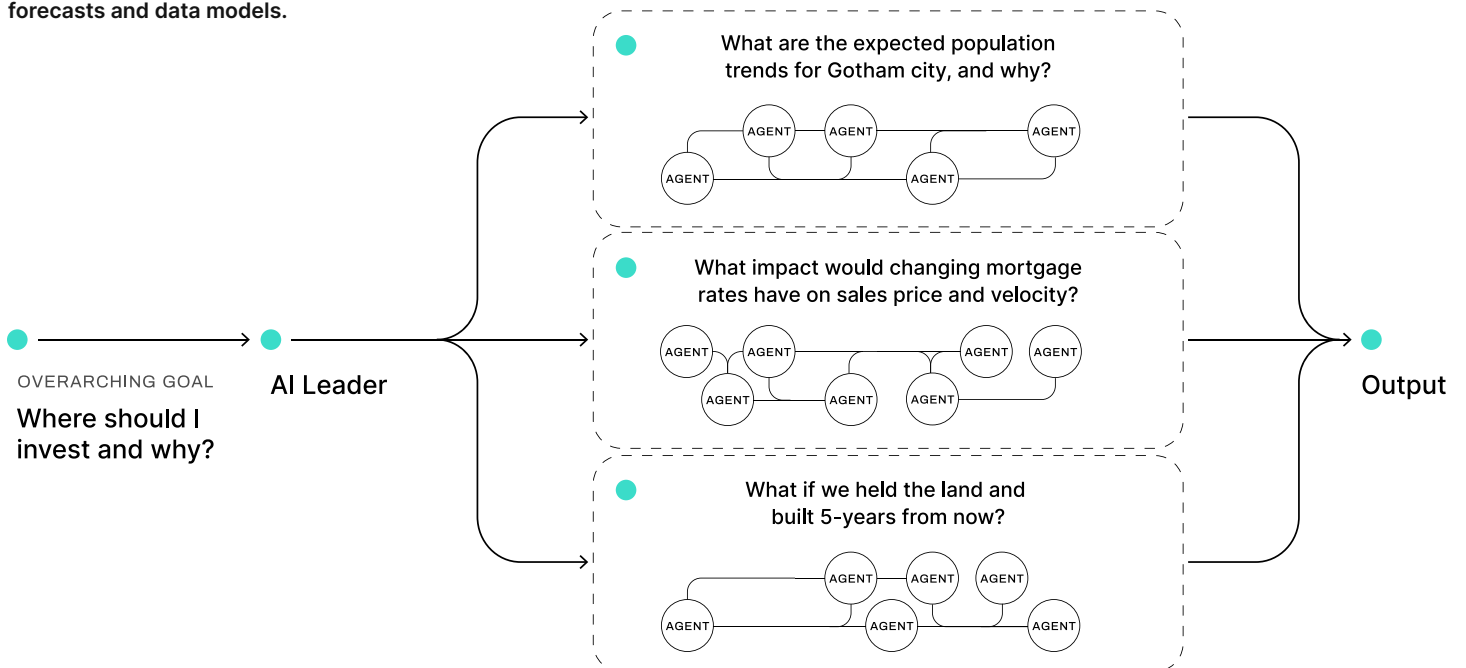 forecasts and data models.
What are the expected population
trends for Gotham city, and why?
AGENT
AGENT
AGENT
AGENT
AGENT
What impact would changing mortgage
rates have on sales price and velocity?
AGENT
AGENT
AGENT
AGENT
AGENT
AGENT
AGENT
OVERARCHING GOAL
Where should I
invest and why?
AI Leader
Output
What if we held the land and
built 5-years from now?
AGENT
AGENT
AGENT
AGENT
AGENT
AGENT